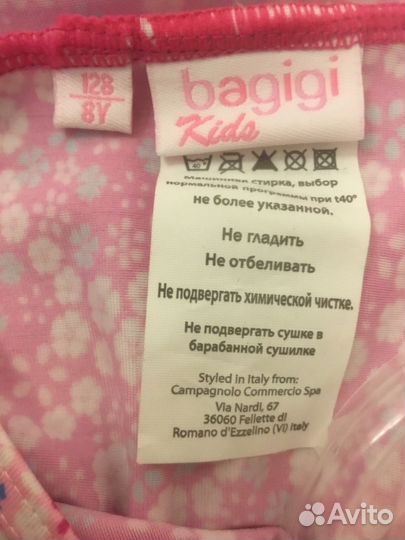 128
8Y
bagigi
Kids
40
Машинная стирка, выбор
нормальной программы при t40°
не более указанной.
Не гладить
Не отбеливать
Не подвергать химической чистке.
Не подвергать сушке в
барабанной сушилке
Styled in Italy from:
Campagnolo Commercio Spa
Via Nardi, 67
36060 Fellette di
Romano d'Ezzelino (VI) Italy
Avito